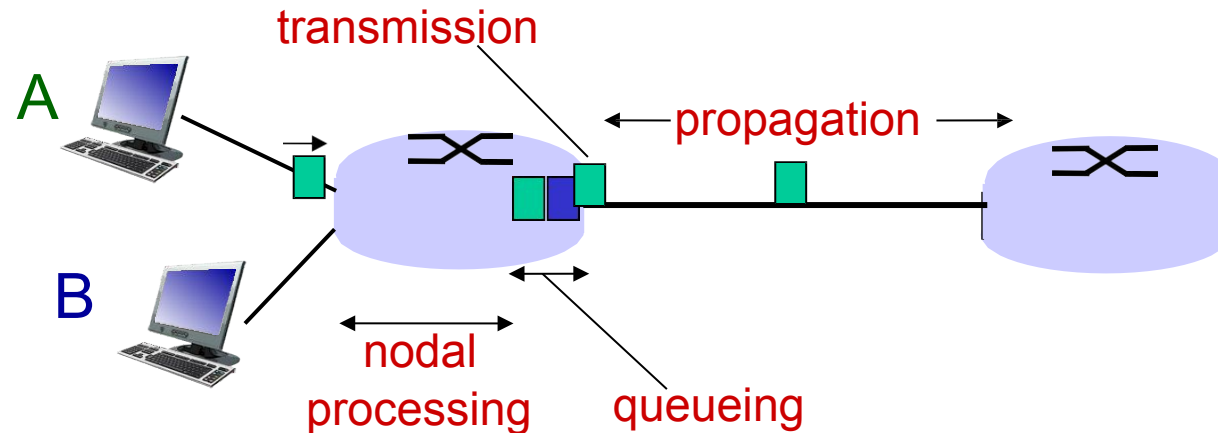 transmission
A
propagation
B
nodal
processing
queueing